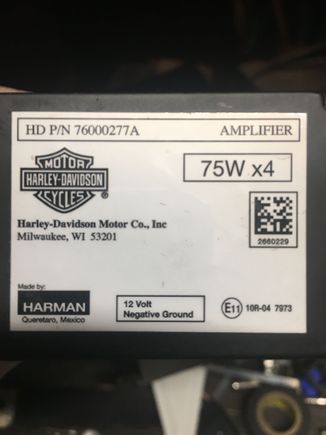 HD P/N 76000277A AMPLIFIER
MOTOR
HARLEY-DAVIDSON
CYCLES
75W x4
2660229
Harley-Davidson Motor Co., Inc
Milwaukee, WI 53201
Made by:
HARMAN
Queretaro, Mexico
12 Volt
Negative Ground
E11 10R-04 7973